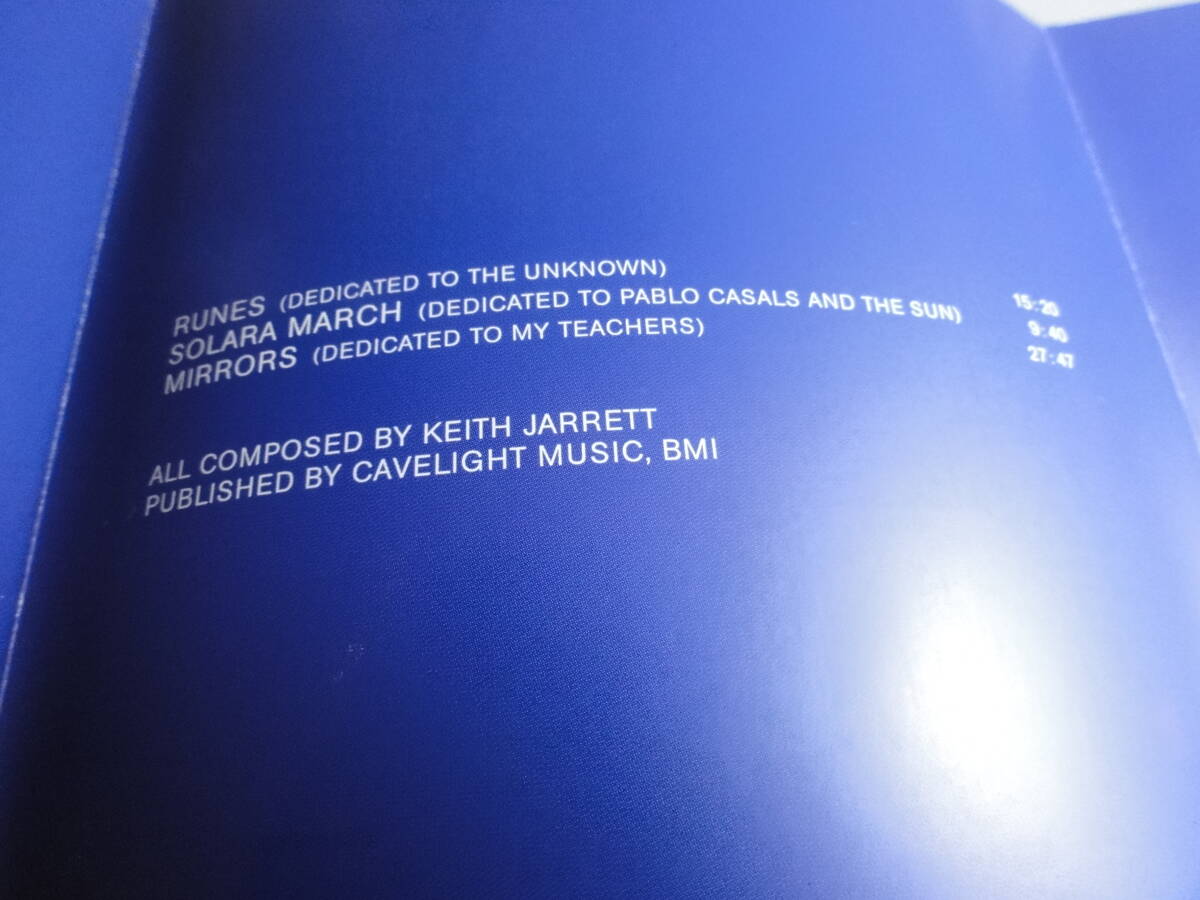 RUNES (DEDICATED TO THE UNKNOWN) 15:20
SOLARA MARCH (DEDICATED TO PABLO CASALS AND THE SUN) 9:40
MIRRORS (DEDICATED TO MY TEACHERS) 27:47
ALL COMPOSED BY KEITH JARRETT
PUBLISHED BY CAVELIGHT MUSIC, BMI